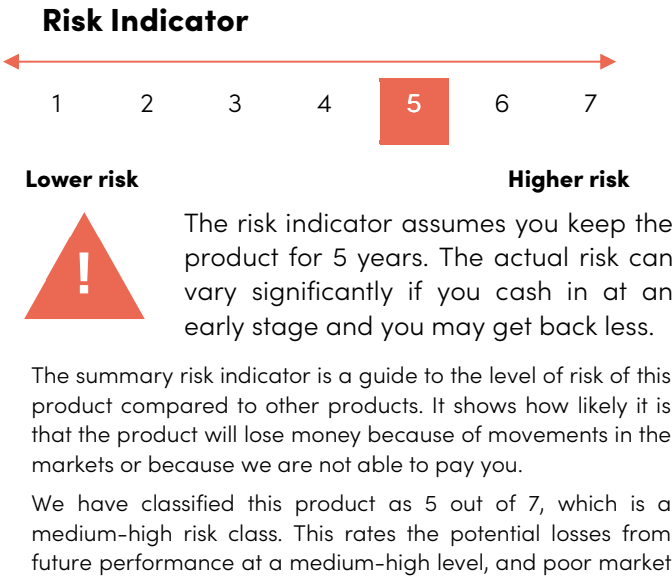 Risk Indicator
1 2 3 4 5 6 7
Lower risk Higher risk
!
The risk indicator assumes you keep the
product for 5 years. The actual risk can
vary significantly if you cash in at an
early stage and you may get back less.
The summary risk indicator is a guide to the level of risk of this
product compared to other products. It shows how likely it is
that the product will lose money because of movements in the
markets or because we are not able to pay you.
We have classified this product as 5 out of 7, which is a
medium-high risk class. This rates the potential losses from
future performance at a medium-high level, and poor market